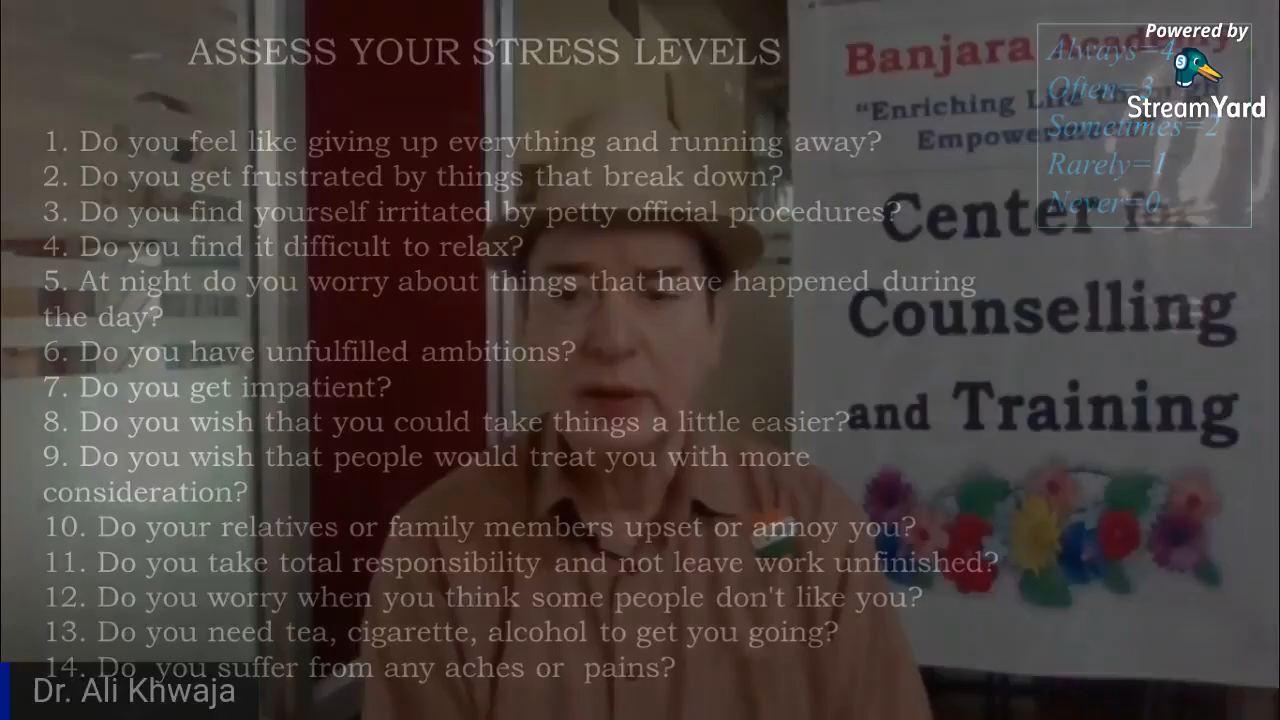 ASSESS YOUR STRESS LEVELS
Powered by
StreamYard
Always=4
Often=3
Sometimes=2
Rarely=1
Never=0
1. Do you feel like giving up everything and running away?
2. Do you get frustrated by things that break down?
3. Do you find yourself irritated by petty official procedures?
4. Do you find it difficult to relax?
5. At night do you worry about things that have happened during
the day?
6. Do you have unfulfilled ambitions?
7. Do you get impatient?
8. Do you wish that you could take things a little easier?
9. Do you wish that people would treat you with more
consideration?
10. Do your relatives or family members upset or annoy you?
11. Do you take total responsibility and not leave work unfinished?
12. Do you worry when you think some people don't like you?
13. Do you need tea, cigarette, alcohol to get you going?
14. Do  you suffer from any aches or  pains?
Banjara Academy
"Enriching
Center for
Counselling
and Training
Dr. Ali Khwaja